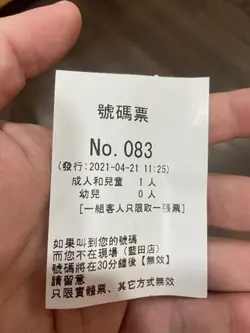 號碼票
No. 083
(發行:2021-04-21 11:25)
成人和兒童 1 人
幼兒 0 人
[一組客人只限取一張票]
如果叫到您的號碼
而您不在現場（藍田店）
號碼將在30分鐘後【無效】
請留意
只限實體票、其它方式無效